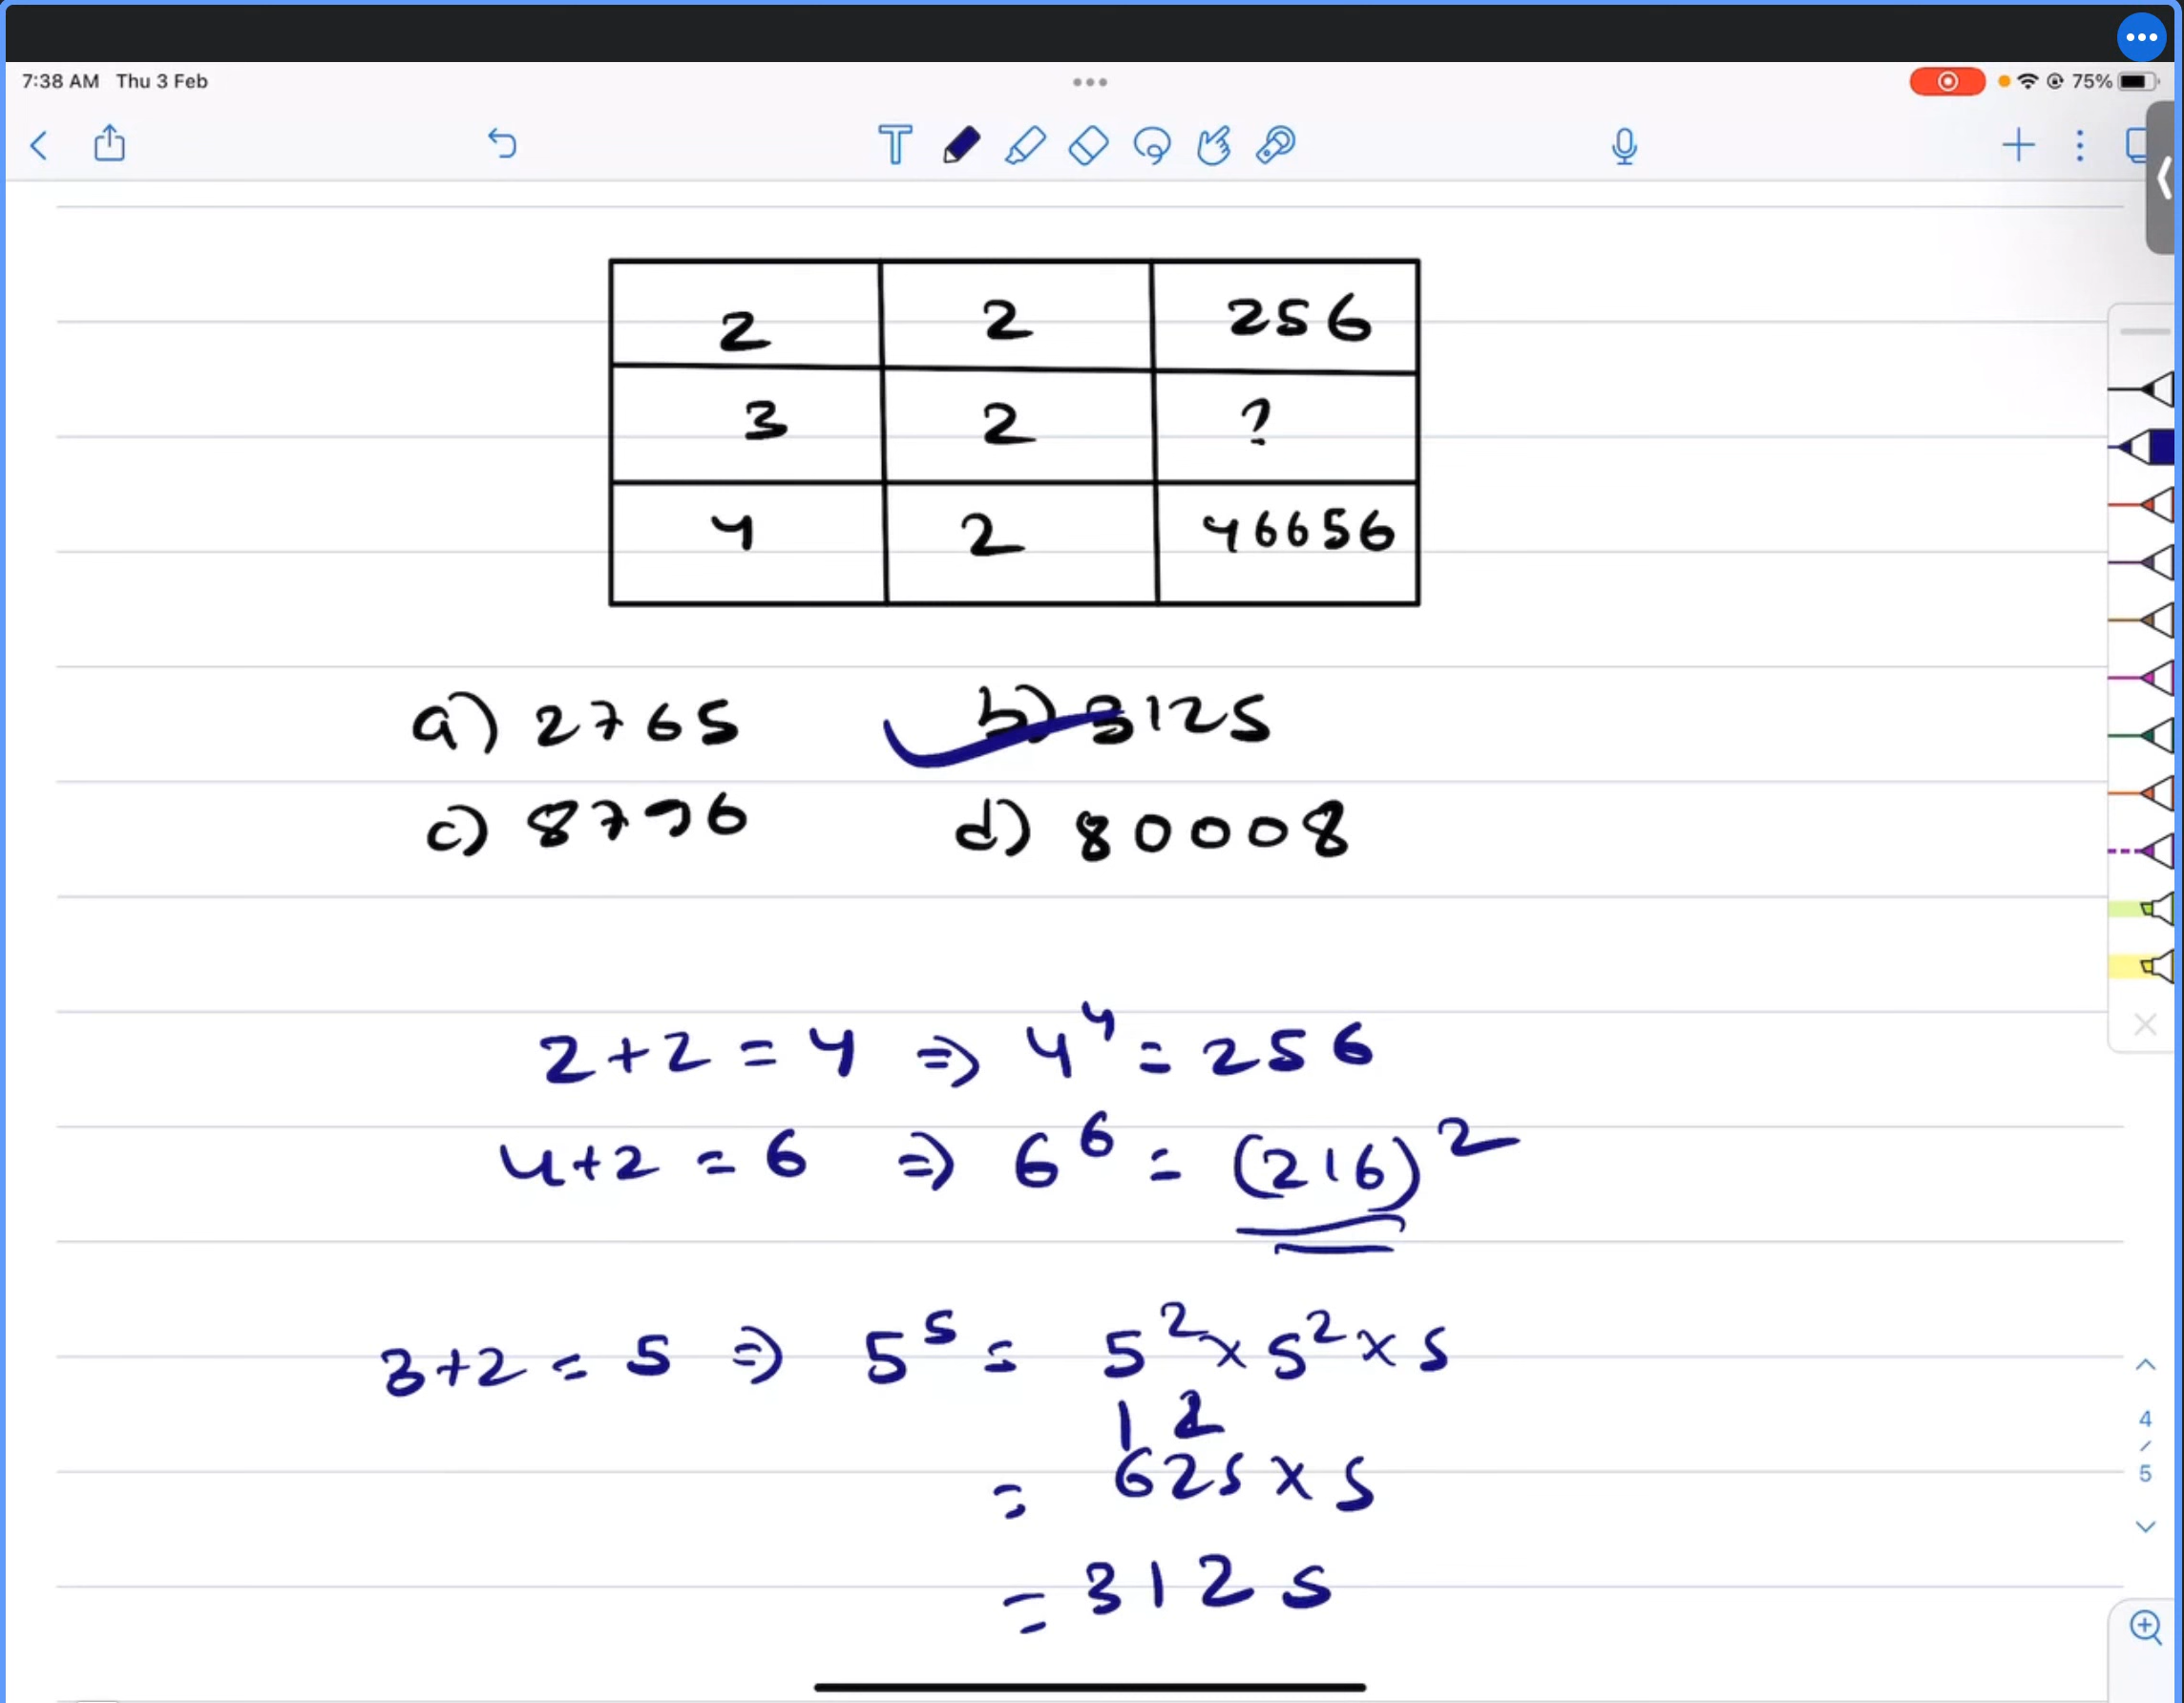 7:38 AM Thu 3 Feb
75%
T
2 2 256
3 2 ?
4 2 46656
a) 2765 b) 3125
c) 8776 d) 80008
2+2 = 4 ⇒ 4⁴ = 256
4+2 = 6 ⇒ 6⁶ = (216)²
3+2 = 5 ⇒ 5⁵ = 5² × 5² × 5
1 2
= 625 × 5
= 3125
4
/
5